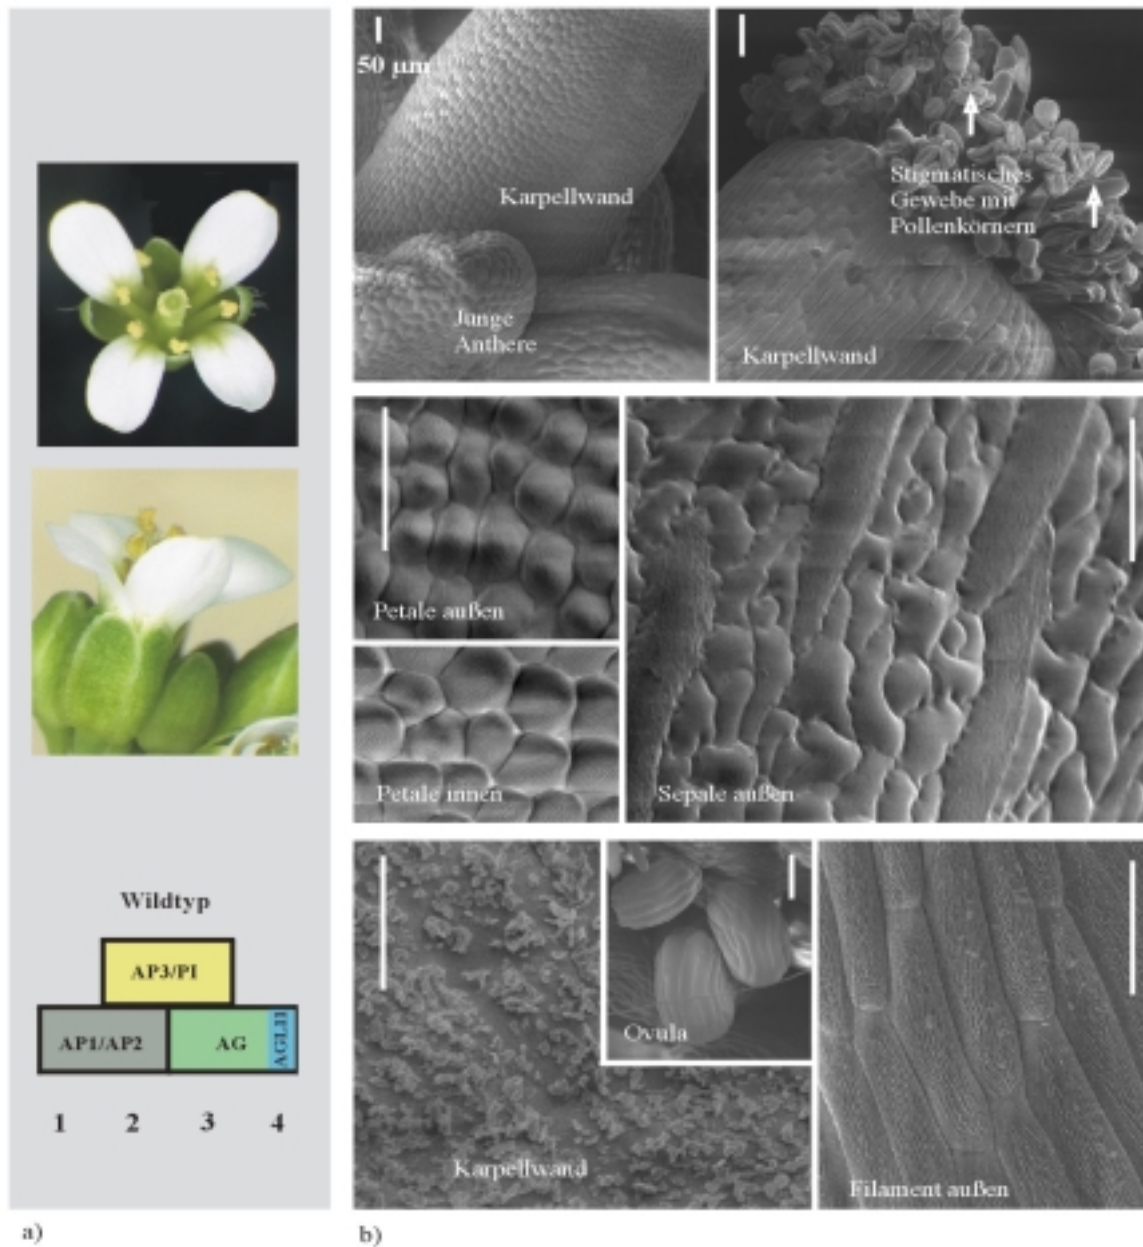 Wildtyp
AP3/PI
AP1/AP2
AG
AGL11
1 2 3 4
a)
50 µm
Karpellwand
Junge
Anthere
Stigmatisches
Gewebe mit
Pollenkörnern
Karpellwand
Petale außen
Petale innen
Sepale außen
Karpellwand
Ovula
Filament außen
b)